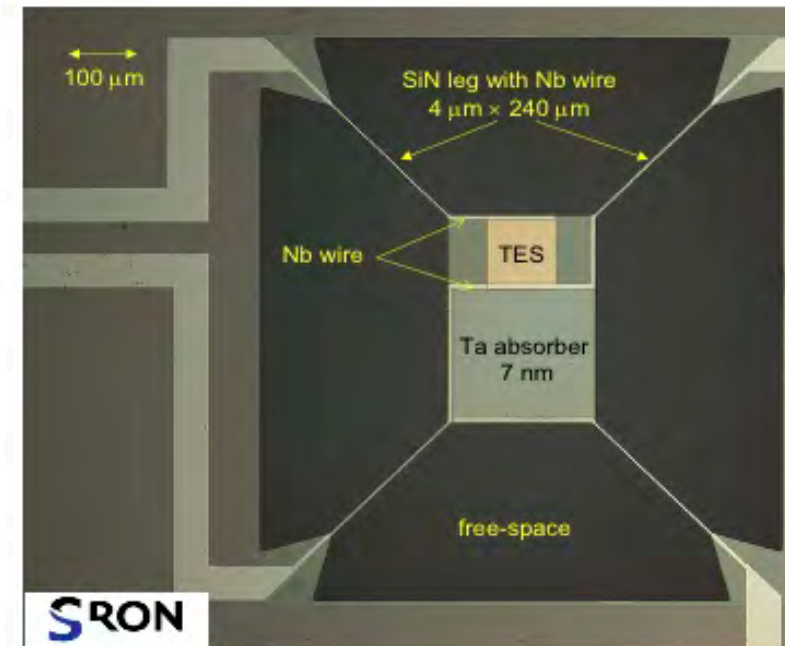 100 μm
SiN leg with Nb wire
4 μm × 240 μm
Nb wire
TES
Ta absorber
7 nm
free-space
SRON